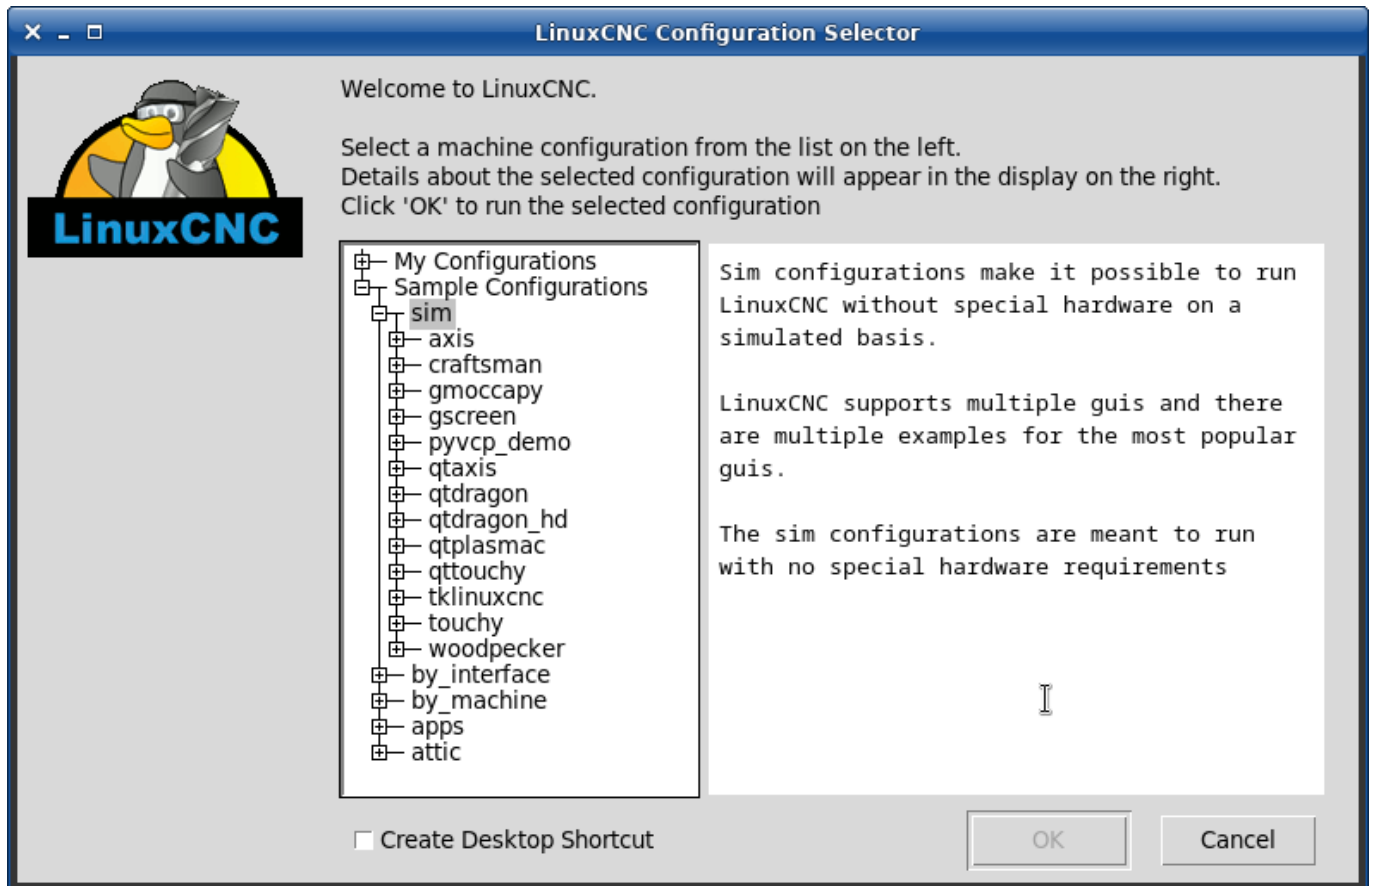 LinuxCNC Configuration Selector
LinuxCNC
Welcome to LinuxCNC.
Select a machine configuration from the list on the left.
Details about the selected configuration will appear in the display on the right.
Click 'OK' to run the selected configuration
My Configurations
Sample Configurations
sim
axis
craftsman
gmoccapy
gscreen
pyvcp_demo
qtaxis
qtdragon
qtdragon_hd
qtplasmac
qttouchy
tklinuxcnc
touchy
woodpecker
by_interface
by_machine
apps
attic
Sim configurations make it possible to run
LinuxCNC without special hardware on a
simulated basis.
LinuxCNC supports multiple guis and there
are multiple examples for the most popular
guis.
The sim configurations are meant to run
with no special hardware requirements
Create Desktop Shortcut
OK
Cancel